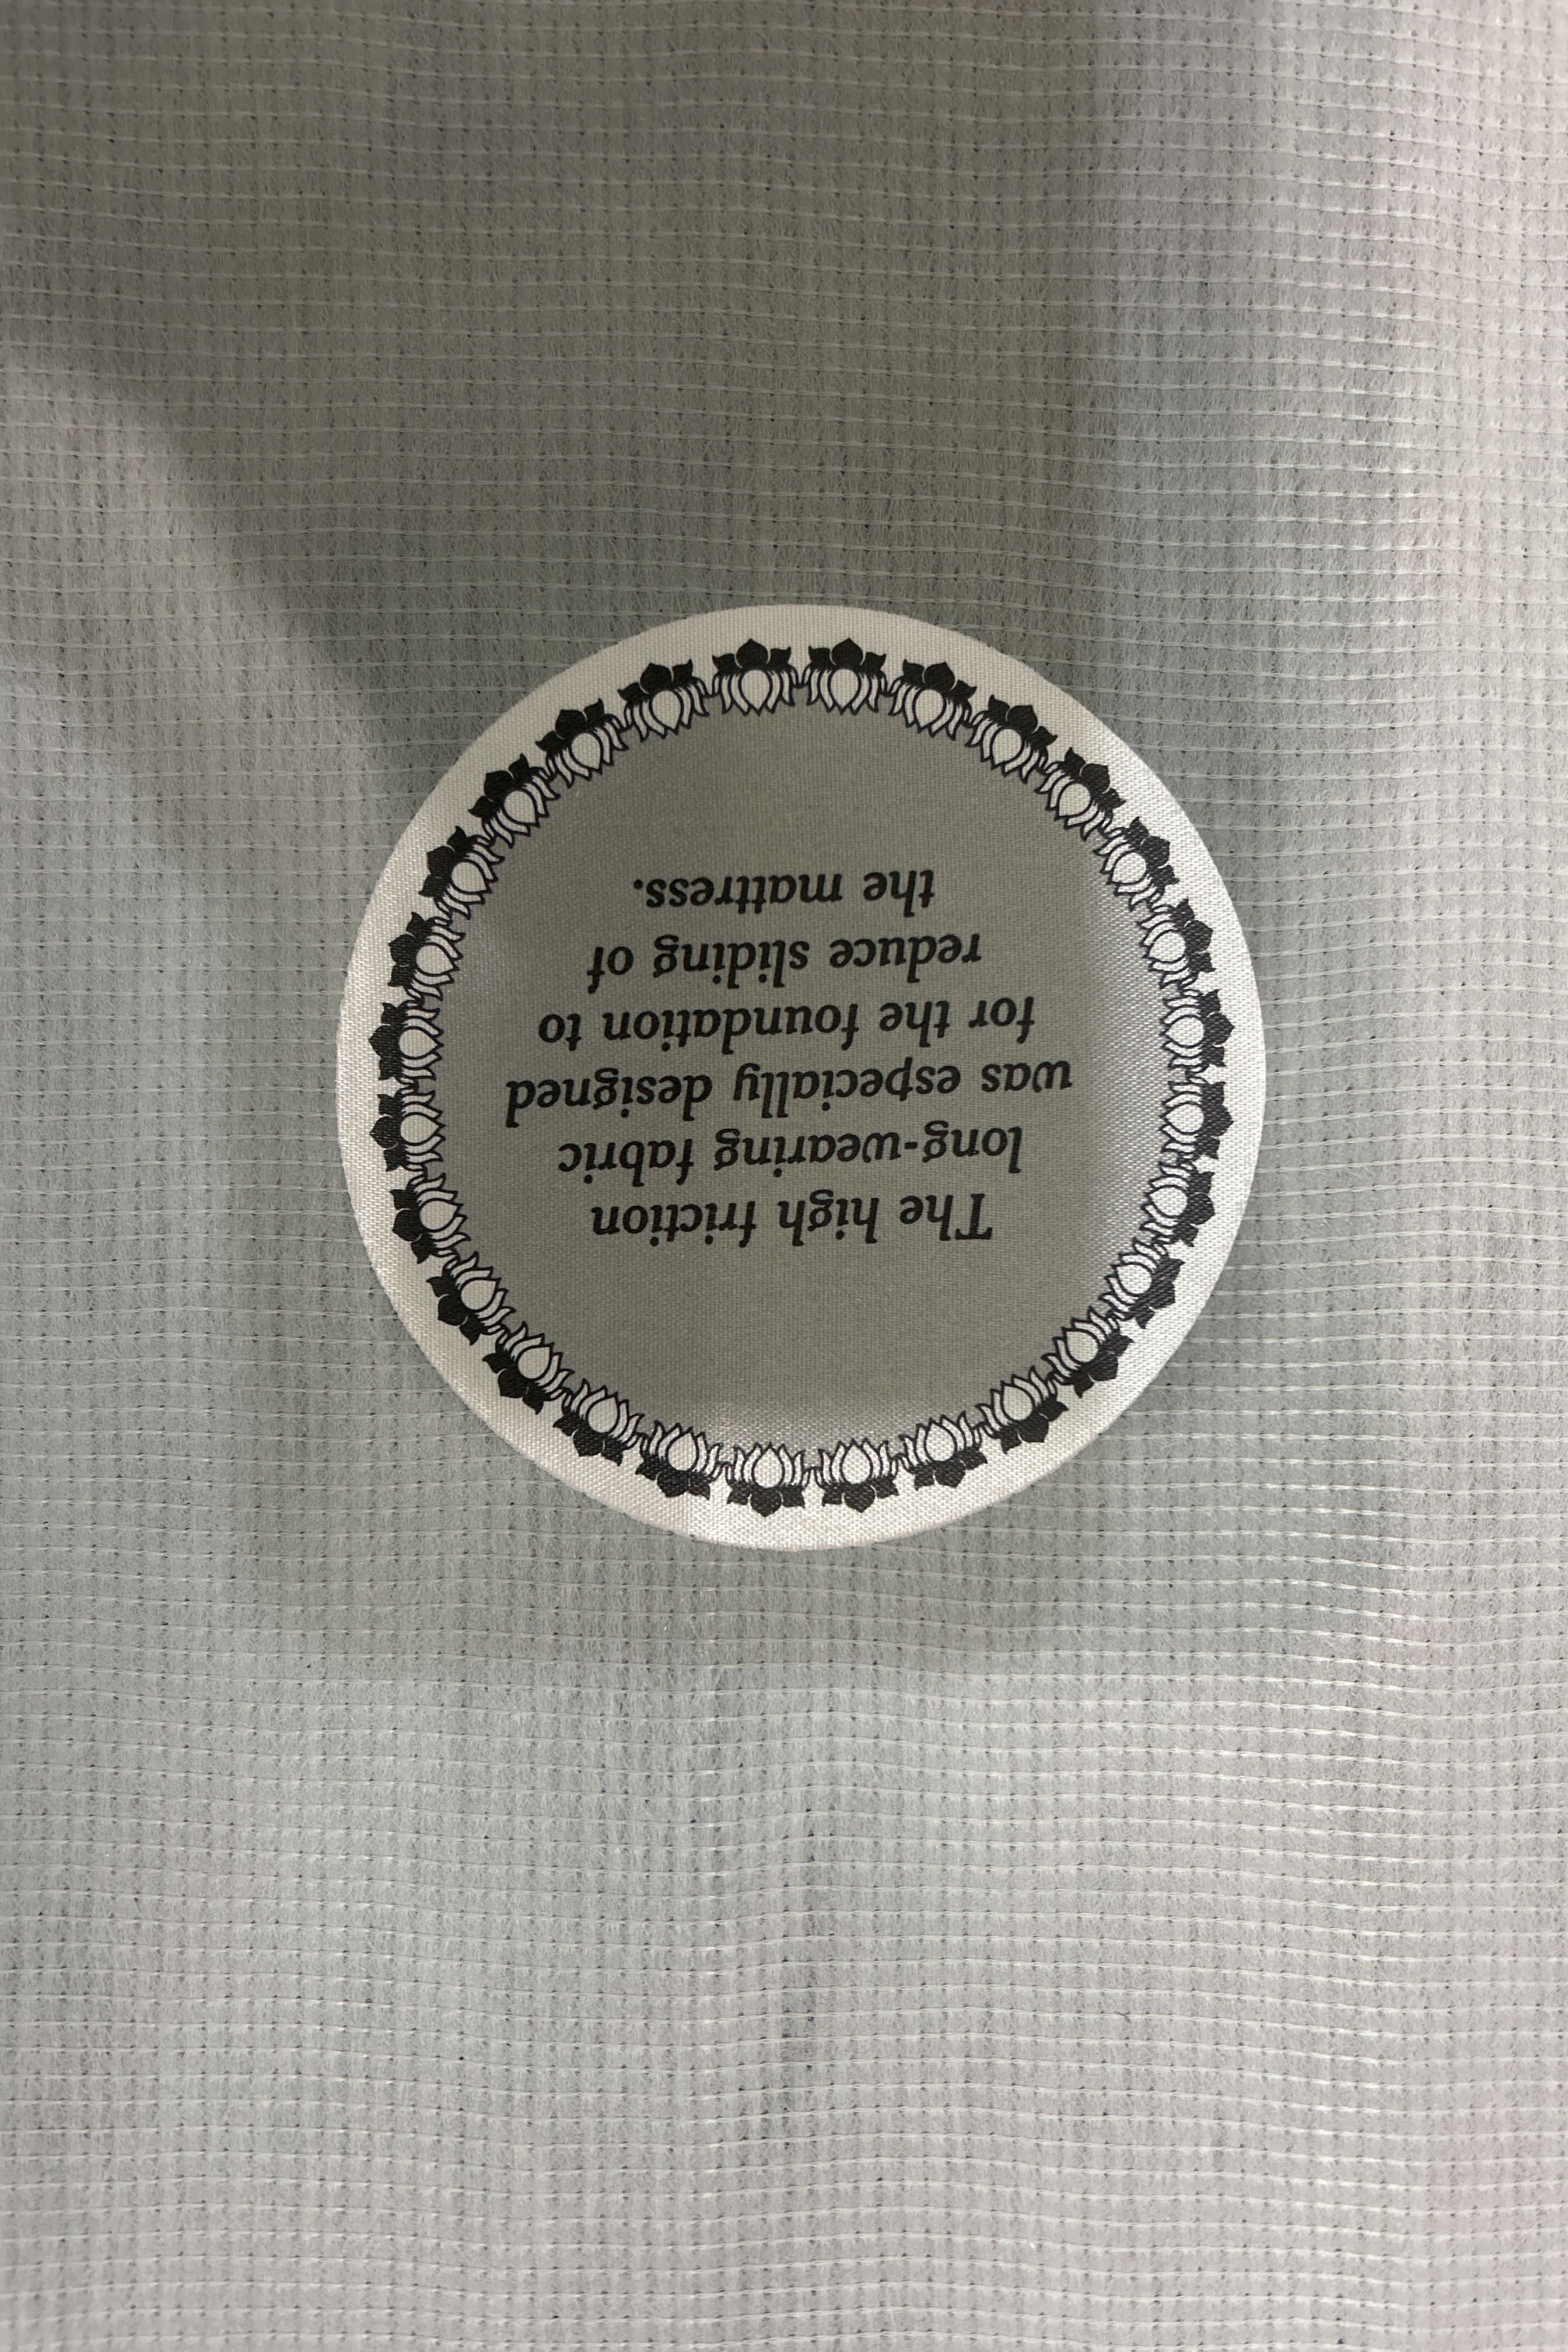 The high friction
long-wearing fabric
was especially designed
for the foundation to
reduce sliding of
the mattress.